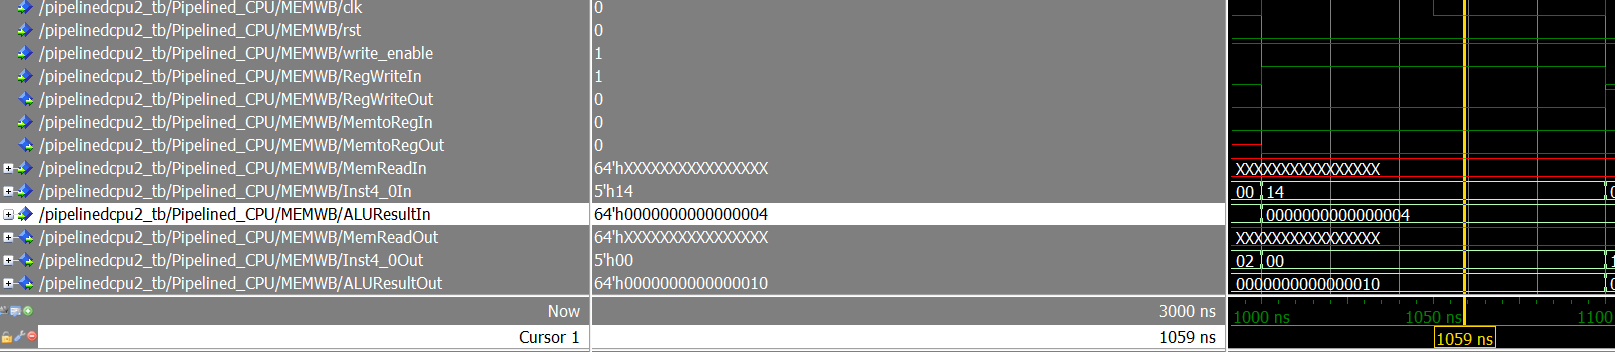 /pipelinedcpu2_tb/Pipelined_CPU/MEMWB/clk 0
/pipelinedcpu2_tb/Pipelined_CPU/MEMWB/rst 0
/pipelinedcpu2_tb/Pipelined_CPU/MEMWB/write_enable 1
/pipelinedcpu2_tb/Pipelined_CPU/MEMWB/RegWriteIn 1
/pipelinedcpu2_tb/Pipelined_CPU/MEMWB/RegWriteOut 0
/pipelinedcpu2_tb/Pipelined_CPU/MEMWB/MemtoRegIn 0
/pipelinedcpu2_tb/Pipelined_CPU/MEMWB/MemtoRegOut 0
/pipelinedcpu2_tb/Pipelined_CPU/MEMWB/MemReadIn 64'hXXXXXXXXXXXXXXXX XXXXXXXXXXXXXXXX
/pipelinedcpu2_tb/Pipelined_CPU/MEMWB/Inst4_0In 5'h14 00 14
/pipelinedcpu2_tb/Pipelined_CPU/MEMWB/ALUResultIn 64'h0000000000000004 0000000000000004
/pipelinedcpu2_tb/Pipelined_CPU/MEMWB/MemReadOut 64'hXXXXXXXXXXXXXXXX XXXXXXXXXXXXXXXX
/pipelinedcpu2_tb/Pipelined_CPU/MEMWB/Inst4_0Out 5'h00 02 00
/pipelinedcpu2_tb/Pipelined_CPU/MEMWB/ALUResultOut 64'h0000000000000010 0000000000000010
Now 3000 ns 1000 ns 1050 ns 1100
Cursor 1 1059 ns 1059 ns